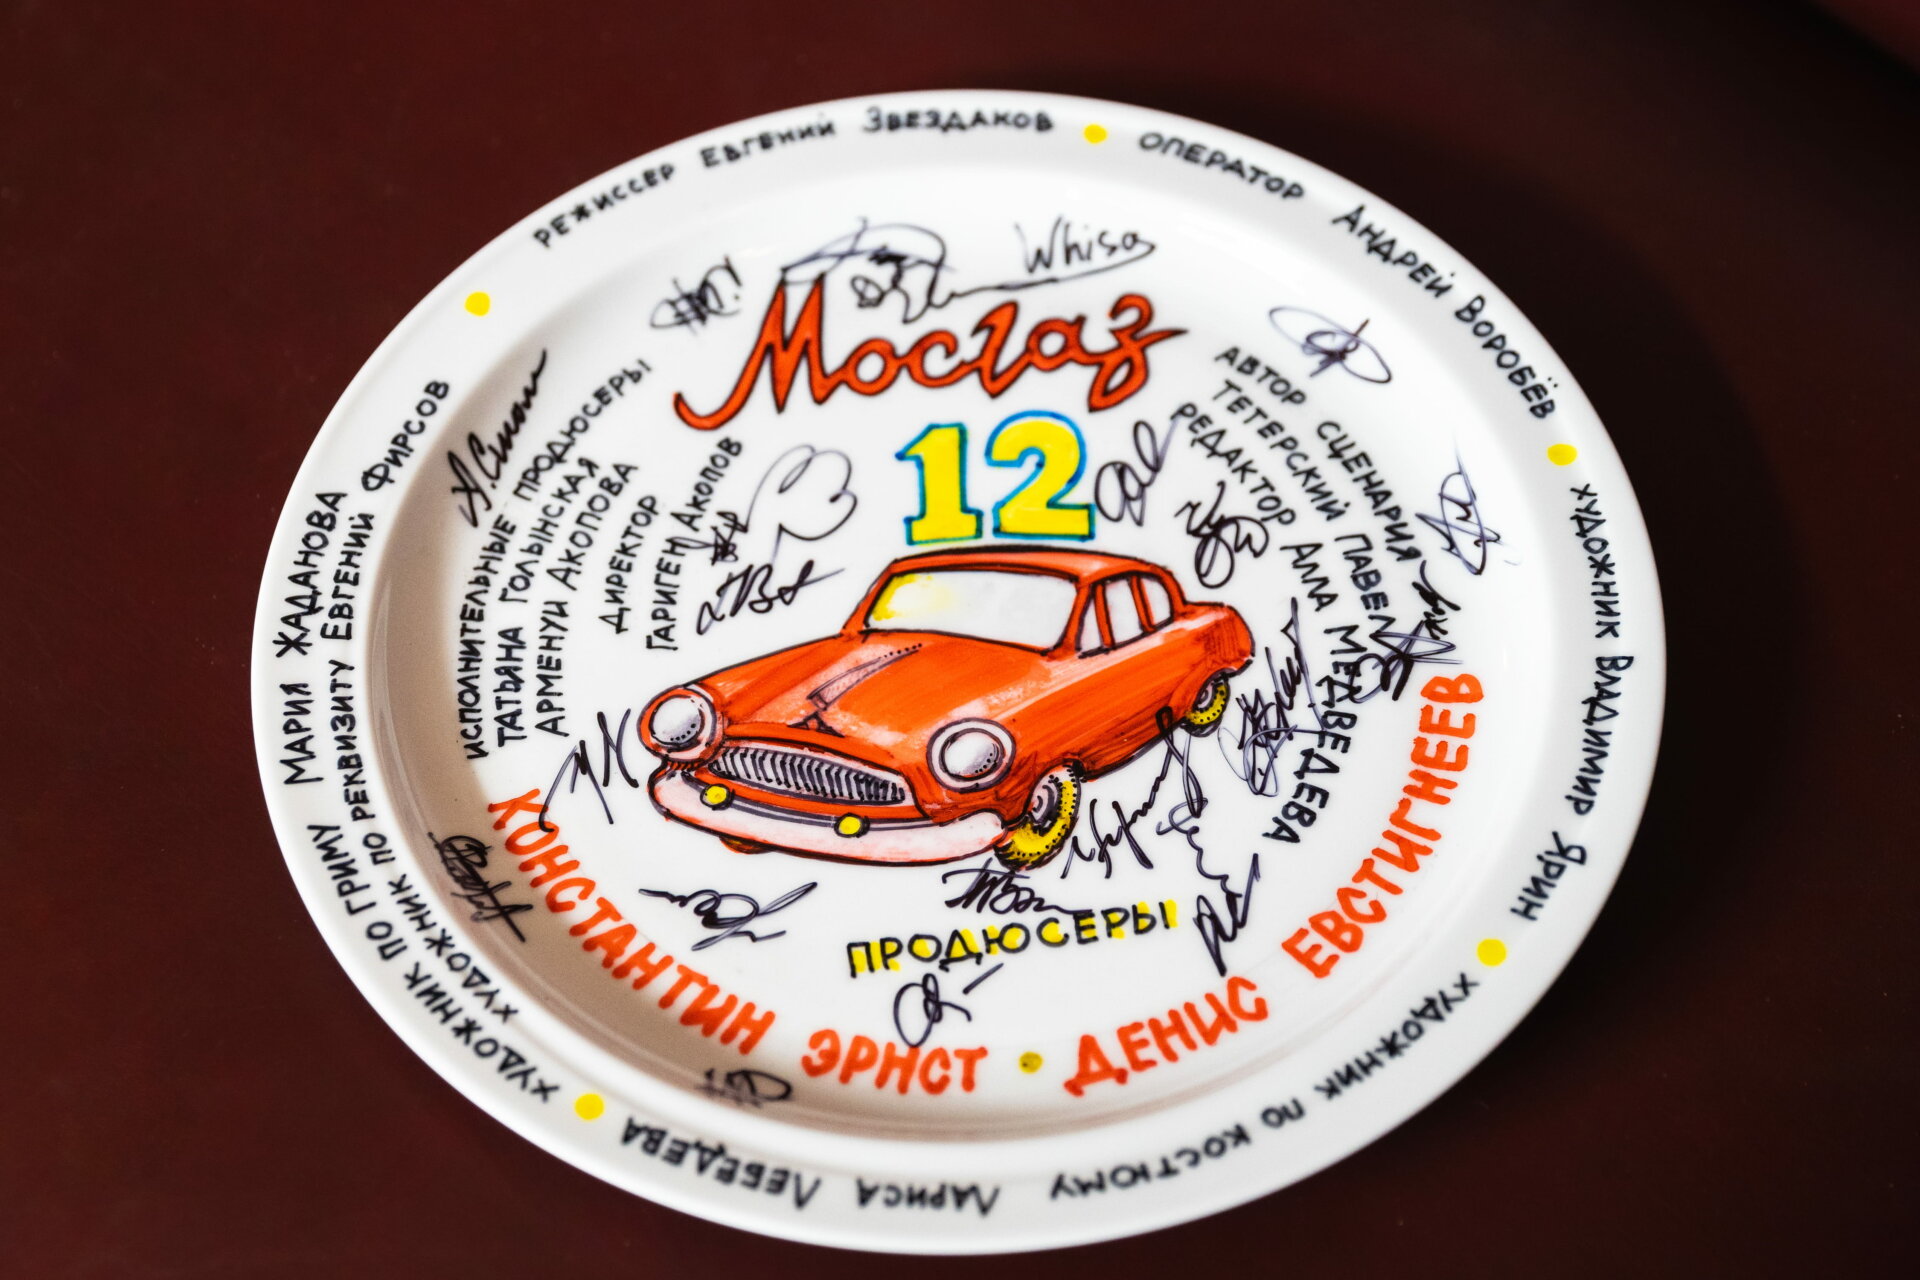 РЕЖИССЕР ЕВГЕНИЙ ЗВЕЗДАКОВ
ОПЕРАТОР АНДРЕЙ ВОРОБЬЁВ
ХУДОЖНИК ВЛАДИМИР ЯРИН
ХУДОЖНИК ПО КОСТЮМУ ЛАРИСА ЛЕБЕДЕВА
ХУДОЖНИК ПО ГРИМУ МАРИЯ ЖАДАНОВА
ХУДОЖНИК ПО РЕКВИЗИТУ ЕВГЕНИЙ ФИРСОВ
Whiso
Мосгаз
12
ИСПОЛНИТЕЛЬНЫЕ ПРОДЮСЕРЫ
ТАТЬЯНА ГОЛЫНСКАЯ
АРМЕНУИ АКОПОВА
ДИРЕКТОР
ГАРИГЕН АКОПОВ
АВТОР СЦЕНАРИЯ
ТЕТЕРСКИЙ ПАВЕЛ
РЕДАКТОР АЛЛА МЕДВЕДЕВА
ПРОДЮСЕРЫ
КОНСТАНТИН ЭРНСТ • ДЕНИС ЕВСТИГНЕЕВ